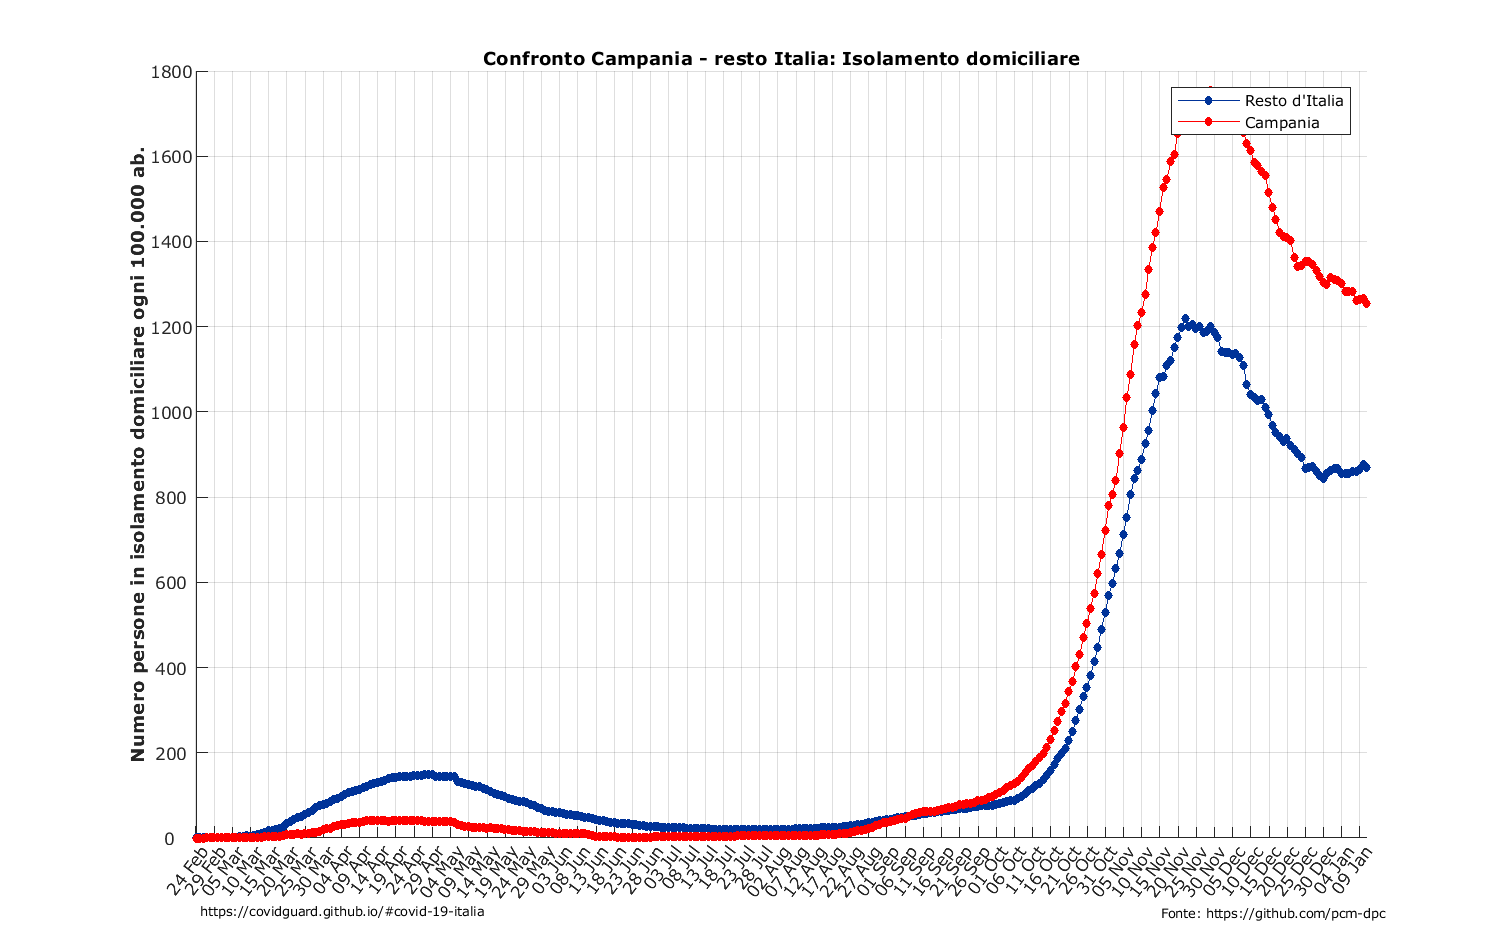 Confronto Campania - resto Italia: Isolamento domiciliare
Numero persone in isolamento domiciliare ogni 100.000 ab.
1800
1600
1400
1200
1000
800
600
400
200
0
Resto d'Italia
Campania
24 Feb
29 Feb
05 Mar
10 Mar
15 Mar
20 Mar
25 Mar
30 Mar
04 Apr
09 Apr
14 Apr
19 Apr
24 Apr
29 Apr
04 May
09 May
14 May
19 May
24 May
29 May
03 Jun
08 Jun
13 Jun
18 Jun
23 Jun
28 Jun
03 Jul
08 Jul
13 Jul
18 Jul
23 Jul
28 Jul
02 Aug
07 Aug
12 Aug
17 Aug
22 Aug
27 Aug
01 Sep
06 Sep
11 Sep
16 Sep
21 Sep
26 Sep
01 Oct
06 Oct
11 Oct
16 Oct
21 Oct
26 Oct
31 Oct
05 Nov
10 Nov
15 Nov
20 Nov
25 Nov
30 Nov
05 Dec
10 Dec
15 Dec
20 Dec
25 Dec
30 Dec
04 Jan
09 Jan
https://covidguard.github.io/#covid-19-italia
Fonte: https://github.com/pcm-dpc